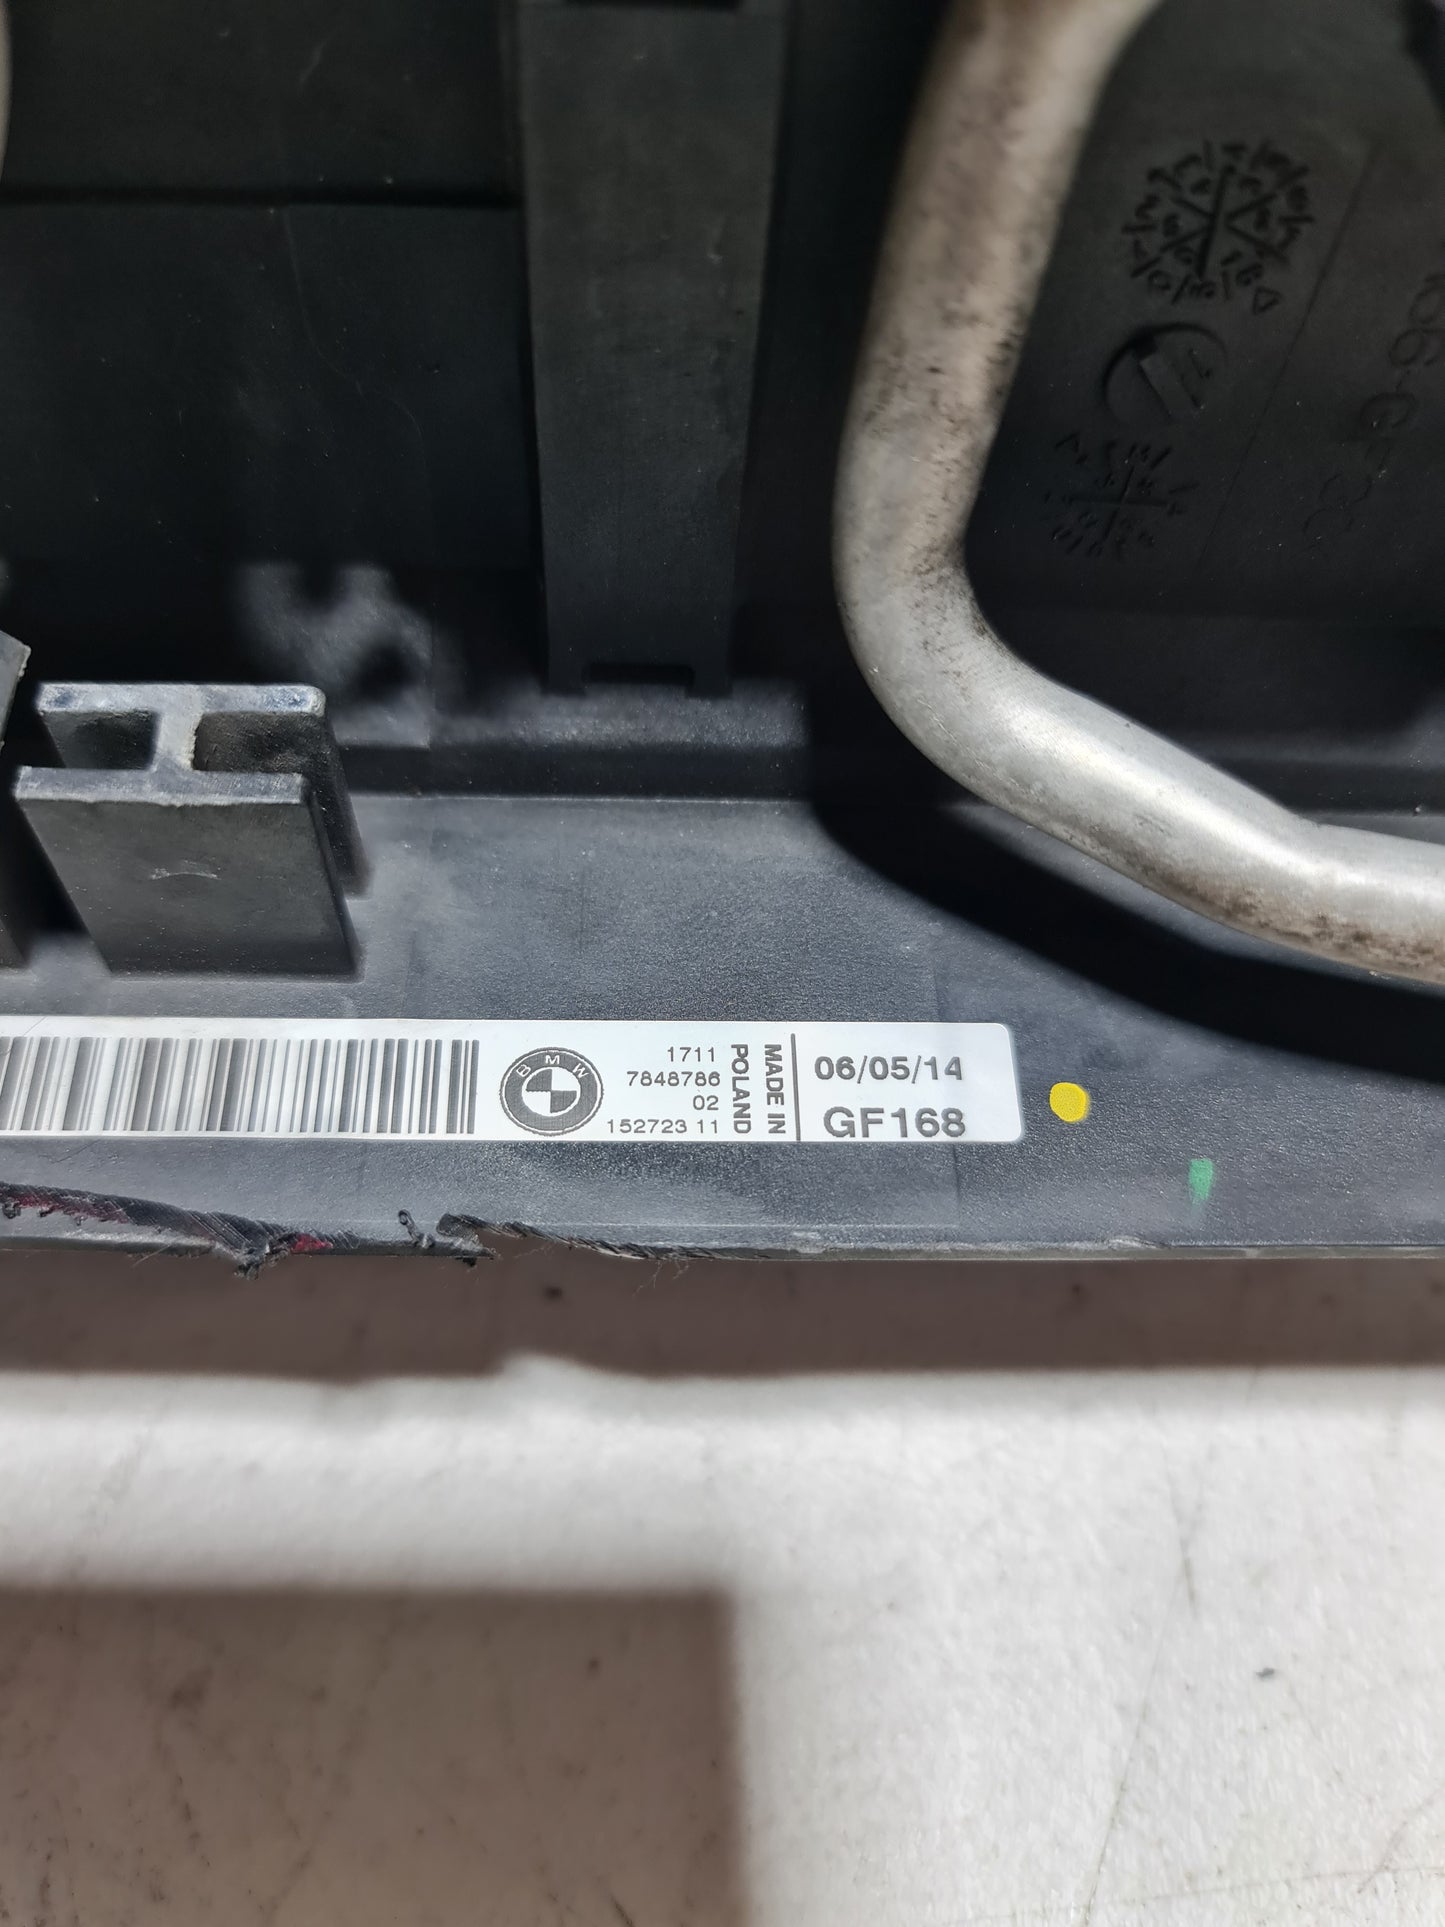 BMW
1711
7848786
02
152723 11
MADE IN
POLAND
06/05/14
GF168